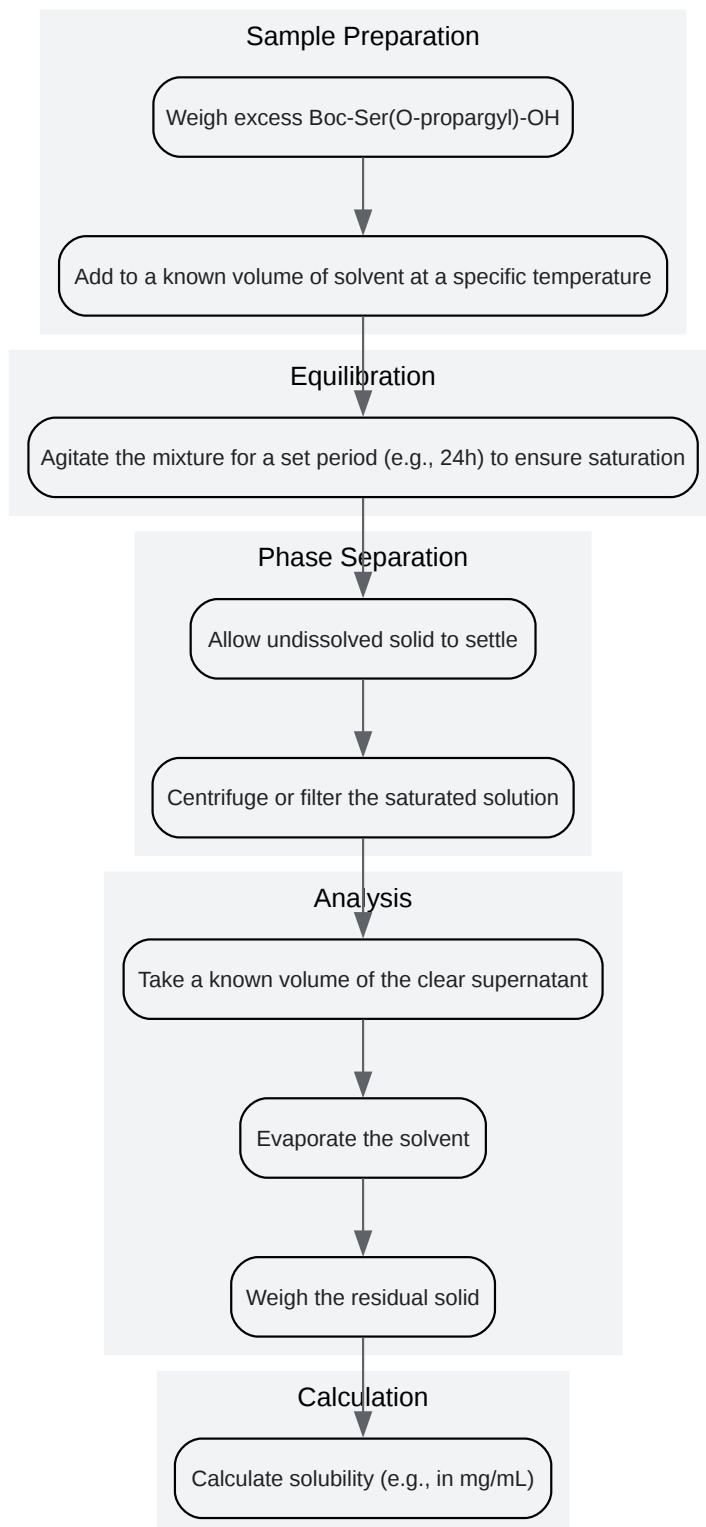 Sample Preparation
Weigh excess Boc-Ser(O-propargyl)-OH
Add to a known volume of solvent at a specific temperature
Equilibration
Agitate the mixture for a set period (e.g., 24h) to ensure saturation
Phase Separation
Allow undissolved solid to settle
Centrifuge or filter the saturated solution
Analysis
Take a known volume of the clear supernatant
Evaporate the solvent
Weigh the residual solid
Calculation
Calculate solubility (e.g., in mg/mL)